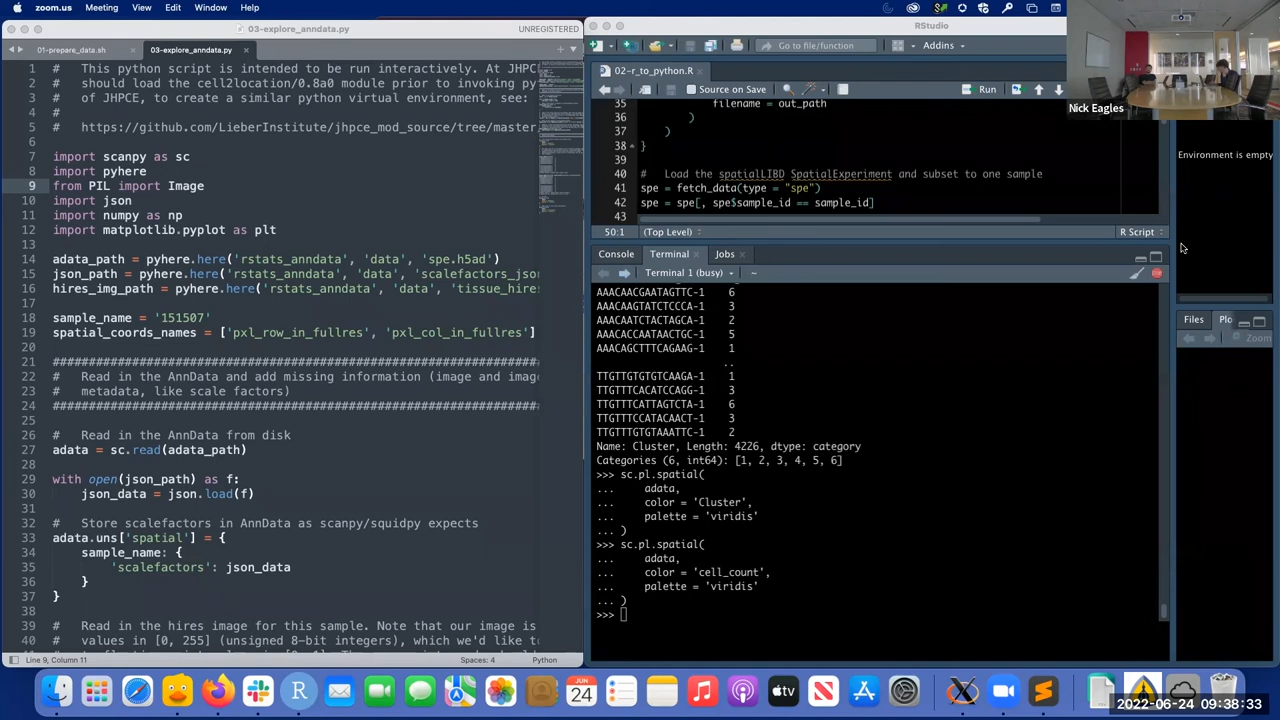 zoom.us Meeting View Edit Window Help
03-explore_anndata.py UNREGISTERED
01-prepare_data.sh × 03-explore_anndata.py ×
1 # This python script is intended to be run interactively. At JHPC
2 # should load the cell2location/0.8a0 module prior to invoking py
3 # of JHPCE, to create a similar python virtual environment, see:
4 #
5 # https://github.com/LieberInstitute/jhpce_mod_source/tree/master
6
7 import scanpy as sc
8 import pyhere
9 from PIL import Image
10 import json
11 import numpy as np
12 import matplotlib.pyplot as plt
13
14 adata_path = pyhere.here('rstats_anndata', 'data', 'spe.h5ad')
15 json_path = pyhere.here('rstats_anndata', 'data', 'scalefactors_jso
16 hires_img_path = pyhere.here('rstats_anndata', 'data', 'tissue_hires
17
18 sample_name = '151507'
19 spatial_coords_names = ['pxl_row_in_fullres', 'pxl_col_in_fullres']
20
21 ################################################################
22 # Read in the AnnData and add missing information (image and image
23 # metadata, like scale factors)
24 ################################################################
25
26 # Read in the AnnData from disk
27 adata = sc.read(adata_path)
28
29 with open(json_path) as f:
30 json_data = json.load(f)
31
32 # Store scalefactors in AnnData as scanpy/squidpy expects
33 adata.uns['spatial'] = {
34 sample_name: {
35 'scalefactors': json_data
36 }
37 }
38
39 # Read in the hires image for this sample. Note that our image is
40 # values in [0, 255] (unsigned 8-bit integers), which we'd like to
Line 9, Column 11 Spaces: 4 Python
RStudio
Go to file/function Addins
02-r_to_python.R ×
Source on Save Run
35 filename = out_path
36 )
37 )
38 }
39
40 # Load the spatialLIBD SpatialExperiment and subset to one sample
41 spe = fetch_data(type = "spe")
42 spe = spe[, spe$sample_id == sample_id]
43
50:1 (Top Level) R Script
Console Terminal × Jobs ×
Terminal 1 (busy) ~
AAACAACGAATAGTTC-1 6
AAACAAGTATCTCCCA-1 3
AAACAATCTACTAGCA-1 2
AAACACCAATAACTGC-1 5
AAACAGCTTTCAGAAG-1 1
..
TTGTTGTGTGTCAAGA-1 1
TTGTTTCACATCCAGG-1 3
TTGTTTCATTAGTCTA-1 6
TTGTTTCCATACAACT-1 3
TTGTTTGTGTAAATTC-1 2
Name: Cluster, Length: 4226, dtype: category
Categories (6, int64): [1, 2, 3, 4, 5, 6]
>>> sc.pl.spatial(
... adata,
... color = 'Cluster',
... palette = 'viridis'
... )
>>> sc.pl.spatial(
... adata,
... color = 'cell_count',
... palette = 'viridis'
... )
>>>
Nick Eagles
Environment is empty
Files Plo
Zoom
JUN
24
2022-06-24 09:38:33